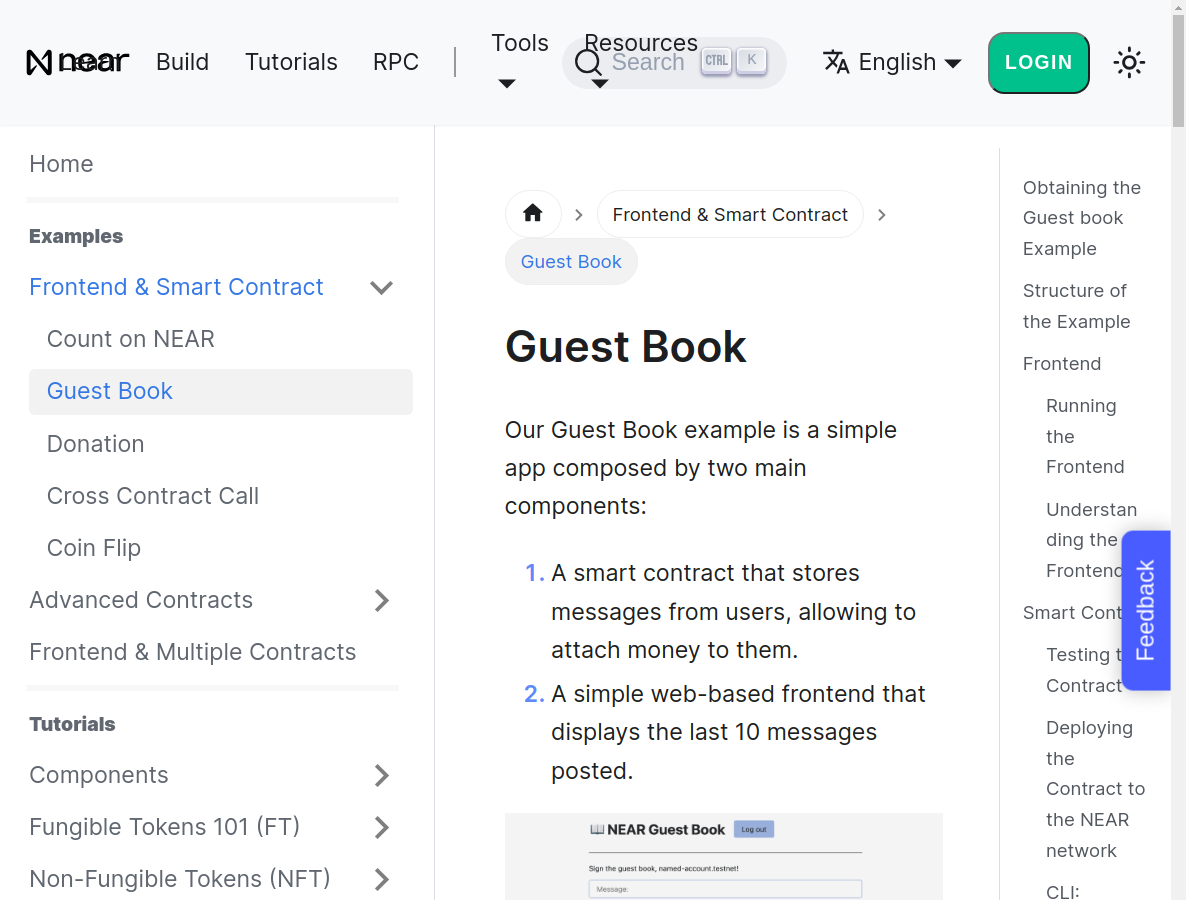 near
Learn
Build
Tutorials
RPC
Tools
Resources
Search
CTRL
K
English
LOGIN
Home
Examples
Frontend & Smart Contract
Count on NEAR
Guest Book
Donation
Cross Contract Call
Coin Flip
Advanced Contracts
Frontend & Multiple Contracts
Tutorials
Components
Fungible Tokens 101 (FT)
Non-Fungible Tokens (NFT)
Frontend & Smart Contract
Guest Book
Guest Book
Our Guest Book example is a simple
app composed by two main
components:
1. A smart contract that stores
messages from users, allowing to
attach money to them.
2. A simple web-based frontend that
displays the last 10 messages
posted.
NEAR Guest Book
Log out
Sign the guest book, named-account.testnet!
Message:
Obtaining the
Guest book
Example
Structure of
the Example
Frontend
Running
the
Frontend
Understan
ding the
Frontend
Smart Cont
Testing t
Contract
Deploying
the
Contract to
the NEAR
network
CLI:
Feedback